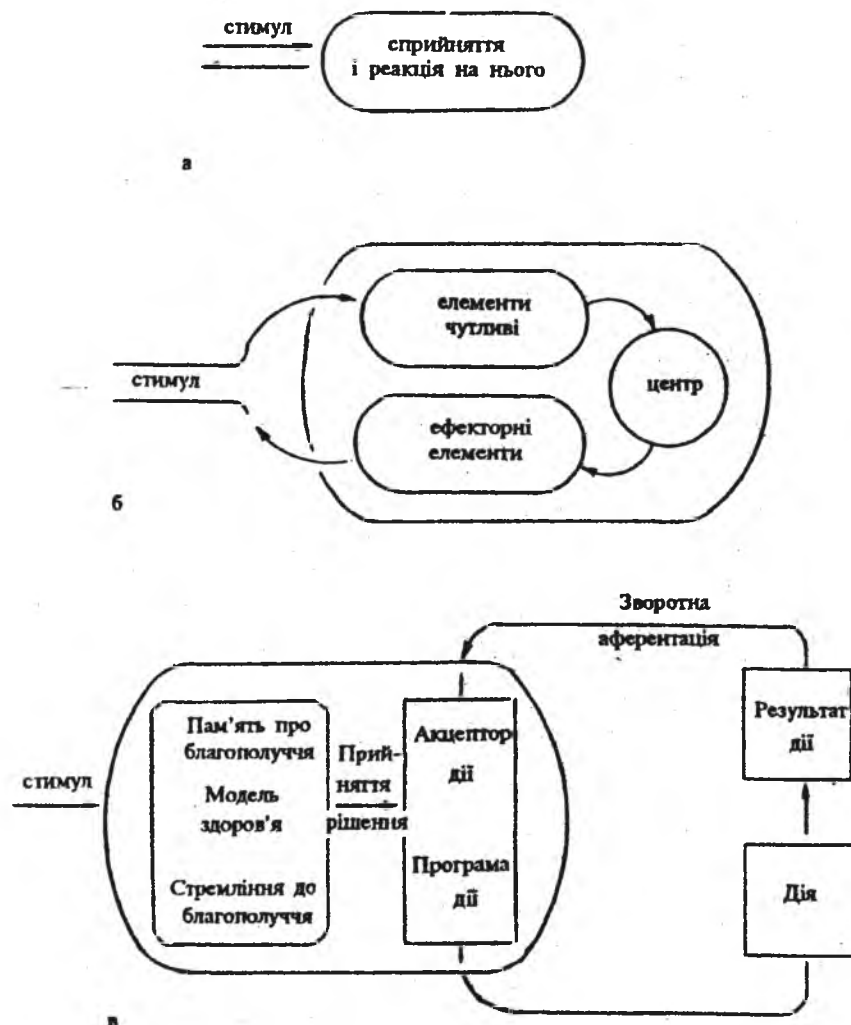 стимул
сприйняття
і реакція на нього
а
елементи
чутливі
стимул
центр
ефекторні
елементи
б
Зворотна
аферентація
Пам'ять про
благополуччя
Модель
здоров'я
Стремління до
благополуччя
стимул
Прий-
няття
рішення
Акцептор
дії
Програма
дії
Результат
дії
Дія
в